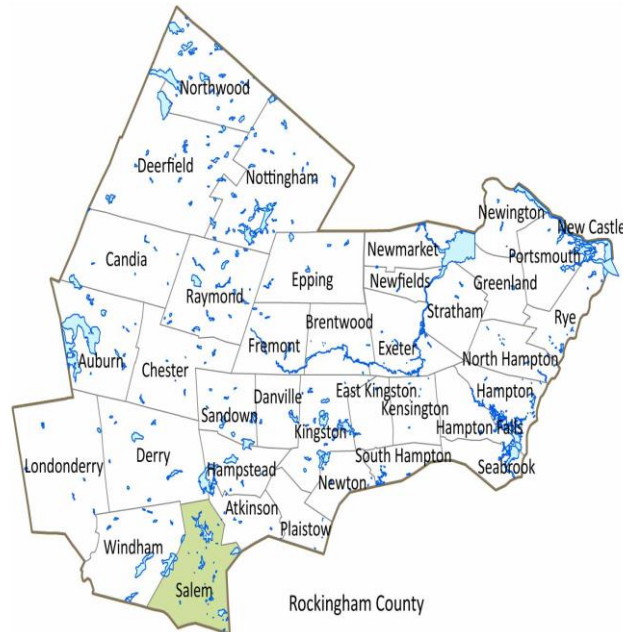 Northwood
Deerfield
Nottingham
Newington
New Castle
Candia
Newmarket
Portsmouth
Epping
Newfields
Greenland
Raymond
Stratham
Brentwood
Rye
Fremont
Exeter
Auburn
Chester
North Hampton
East Kingston
Hampton
Danville
Kensington
Sandown
Kingston
Hampton Falls
Londonderry
Derry
Hampstead
South Hampton
Seabrook
Newton
Atkinson
Plaistow
Windham
Salem
Rockingham County